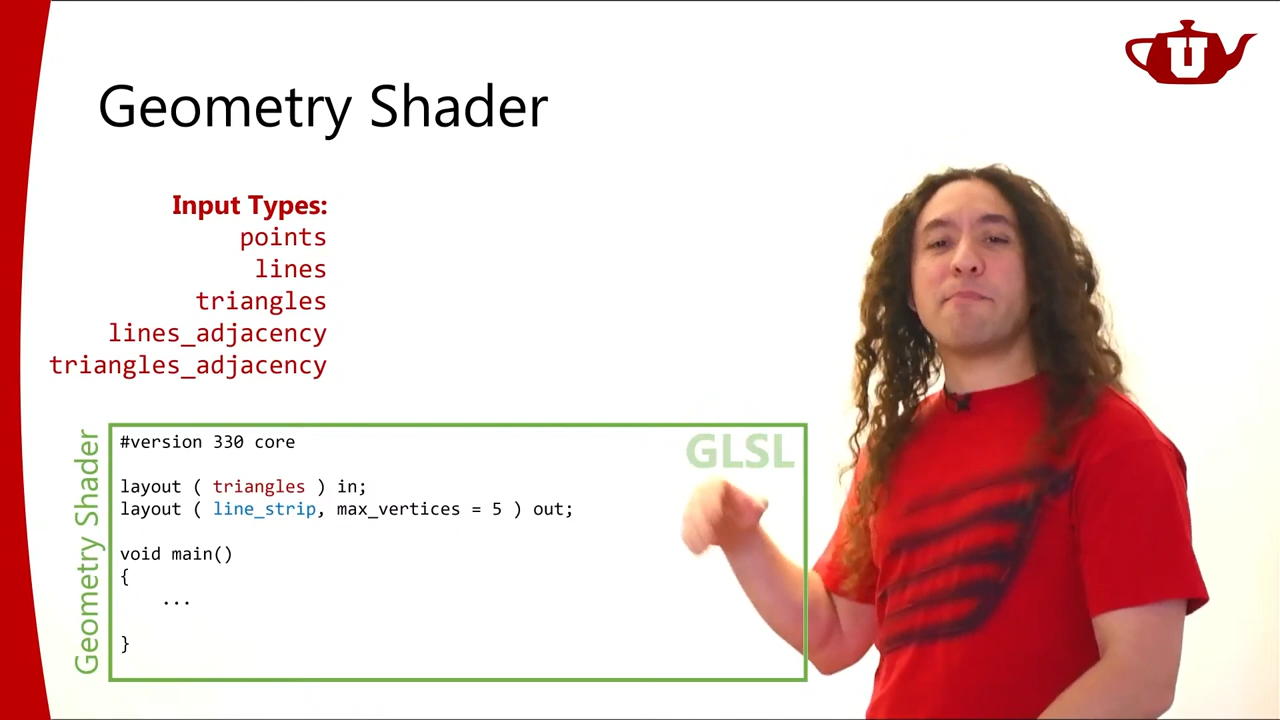 U
Geometry Shader
Input Types:
points
lines
triangles
lines_adjacency
triangles_adjacency
Geometry Shader
GLSL
#version 330 core
layout ( triangles ) in;
layout ( line_strip, max_vertices = 5 ) out;
void main()
{
...
}